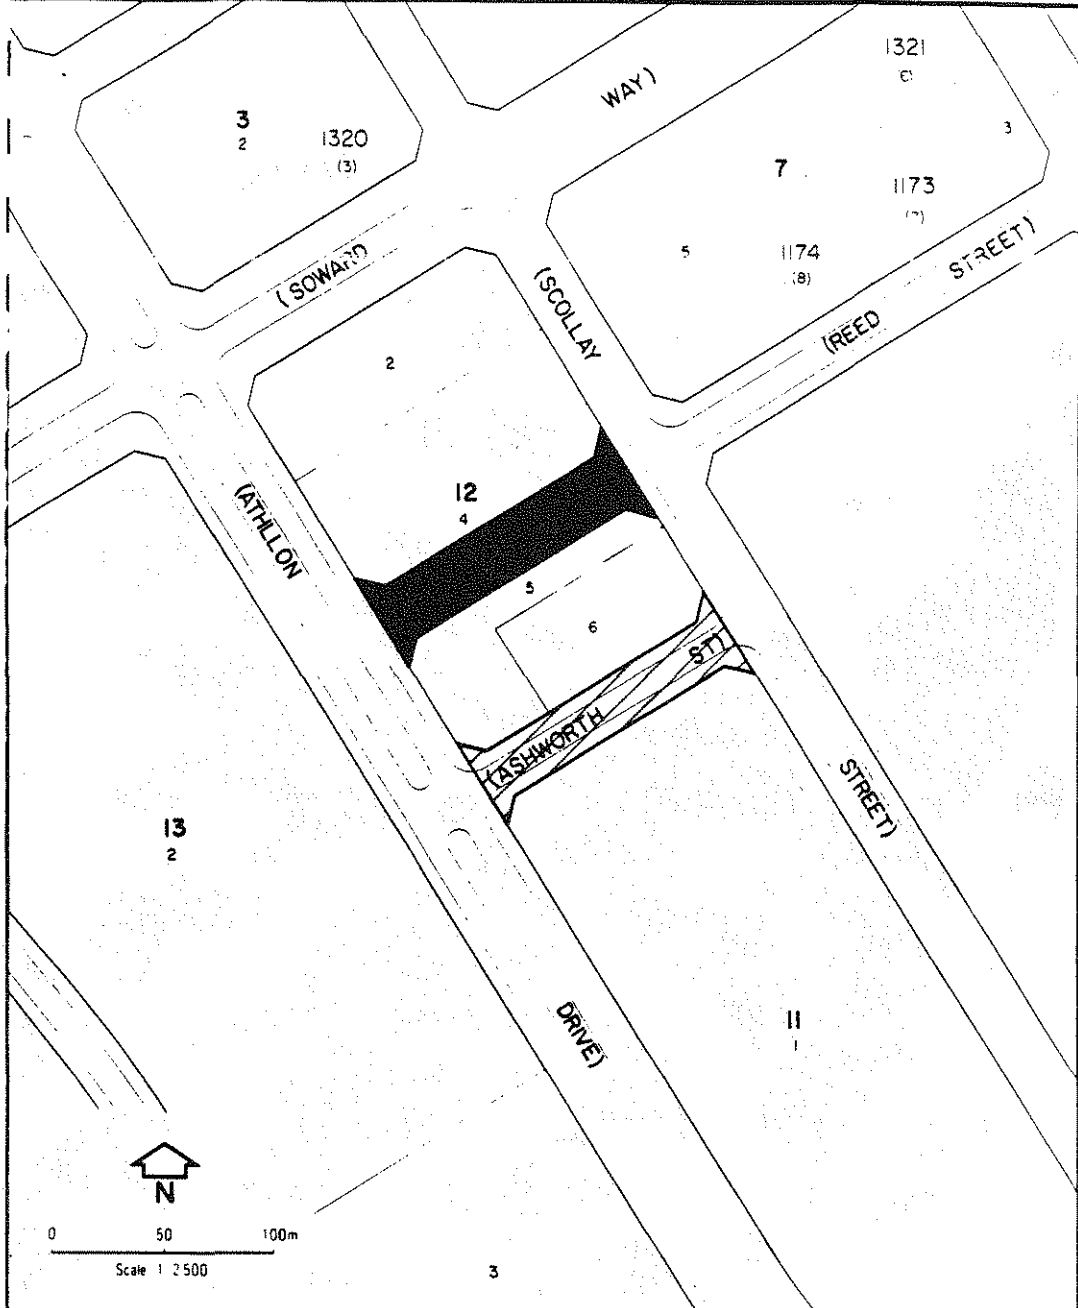 1321
WAY)
3
2
1320
(3)
3
7
1173
5
1174
(8)
STREET)
(SOWARD
(SCOLLAY
(REED
2
12
4
(ATHLLON
5
6
ST)
(ASHWORTH
STREET)
13
2
DRIVE)
11
1
N
0 50 100m
Scale 1 2500
3